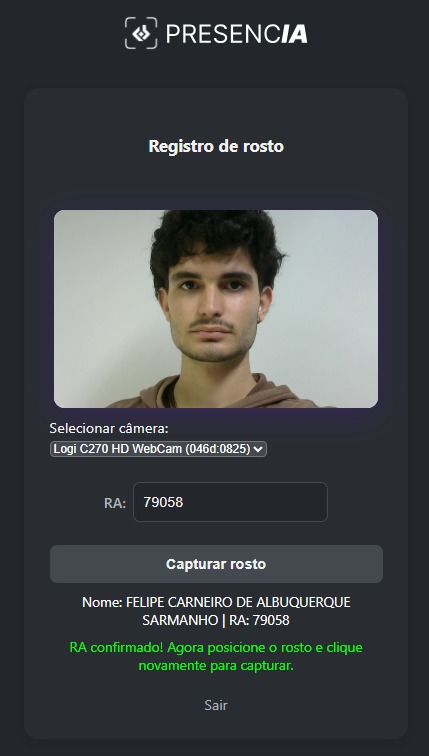 PRESENCIA
Registro de rosto
Selecionar câmera:
Logi C270 HD WebCam (046d:0825)
RA: 79058
Capturar rosto
Nome: FELIPE CARNEIRO DE ALBUQUERQUE
SARMANHO | RA: 79058
RA confirmado! Agora posicione o rosto e clique
novamente para capturar.
Sair